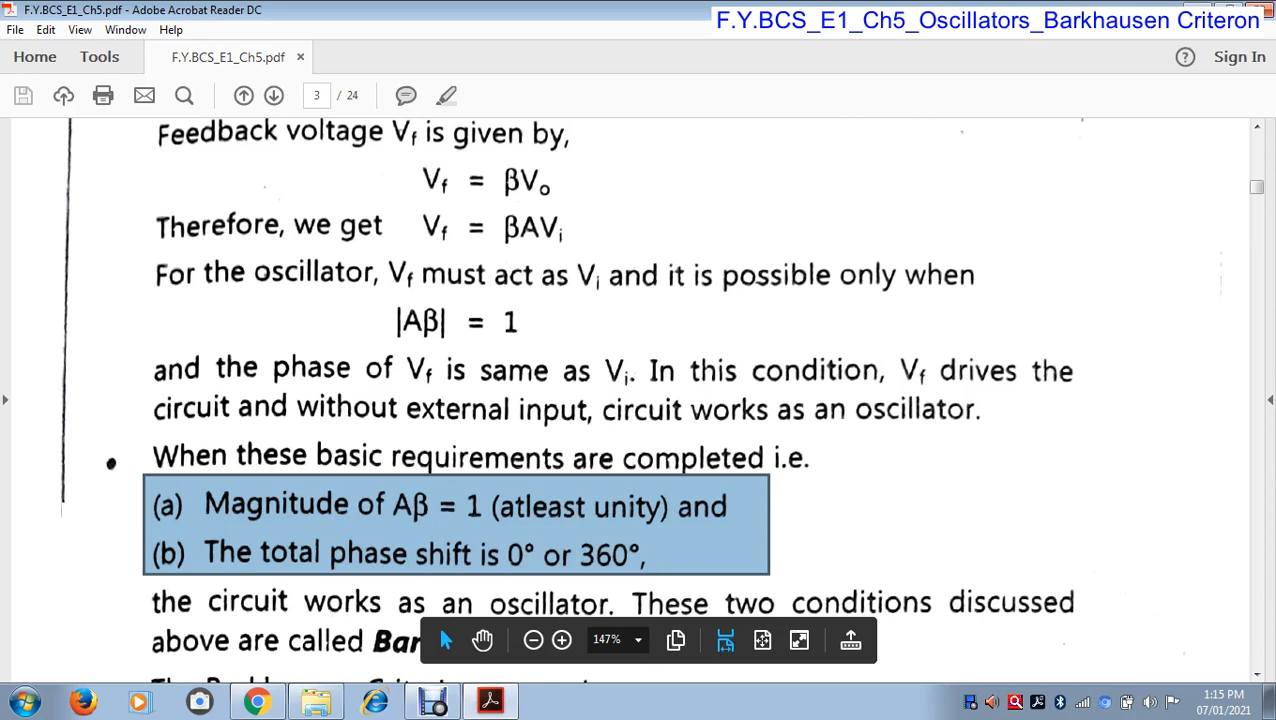 F.Y.BCS_E1_Ch5.pdf - Adobe Acrobat Reader DC
F.Y.BCS_E1_Ch5_Oscillators_Barkhausen Criteron
File Edit View Window Help
Home Tools F.Y.BCS_E1_Ch5.pdf × Sign In
3 / 24
Feedback voltage Vf is given by,
Vf = βVo
Therefore, we get Vf = βAVi
For the oscillator, Vf must act as Vi and it is possible only when
|Aβ| = 1
and the phase of Vf is same as Vi. In this condition, Vf drives the
circuit and without external input, circuit works as an oscillator.
• When these basic requirements are completed i.e.
(a) Magnitude of Aβ = 1 (atleast unity) and
(b) The total phase shift is 0° or 360°,
the circuit works as an oscillator. These two conditions discussed
above are called Bar
147%
1:15 PM
07/01/2021